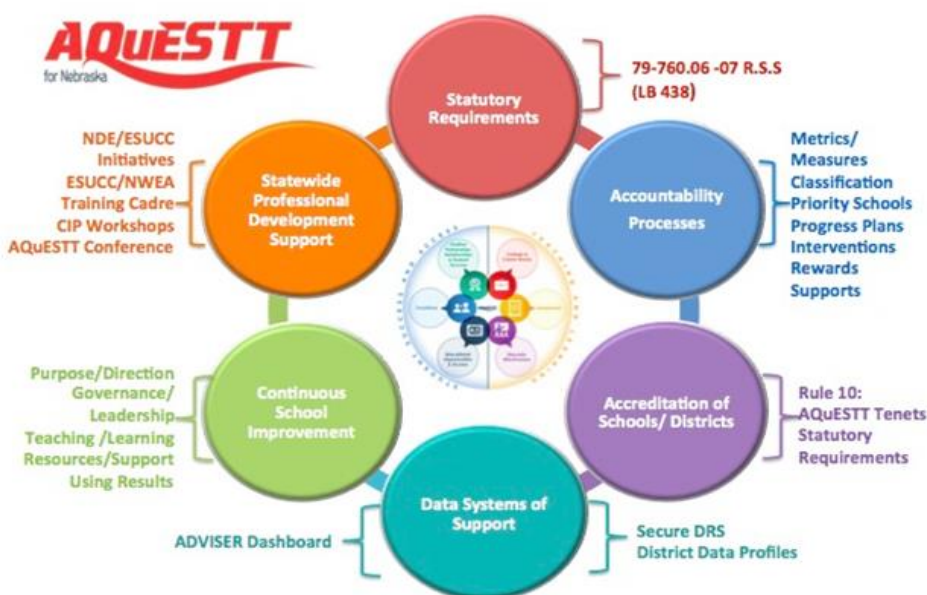 AQuESTT
for Nebraska
Statutory
Requirements
79-760.06 -07 R.S.S
(LB 438)
Accountability
Processes
Metrics/
Measures
Classification
Priority Schools
Progress Plans
Interventions
Rewards
Supports
Accreditation of
Schools/ Districts
Rule 10:
AQuESTT Tenets
Statutory
Requirements
Data Systems of
Support
Secure DRS
District Data Profiles
ADVISER Dashboard
Continuous
School
Improvement
Purpose/Direction
Governance/
Leadership
Teaching /Learning
Resources/Support
Using Results
Statewide
Professional
Development
Support
NDE/ESUCC
Initiatives
ESUCC/NWEA
Training Cadre
CIP Workshops
AQuESTT Conference